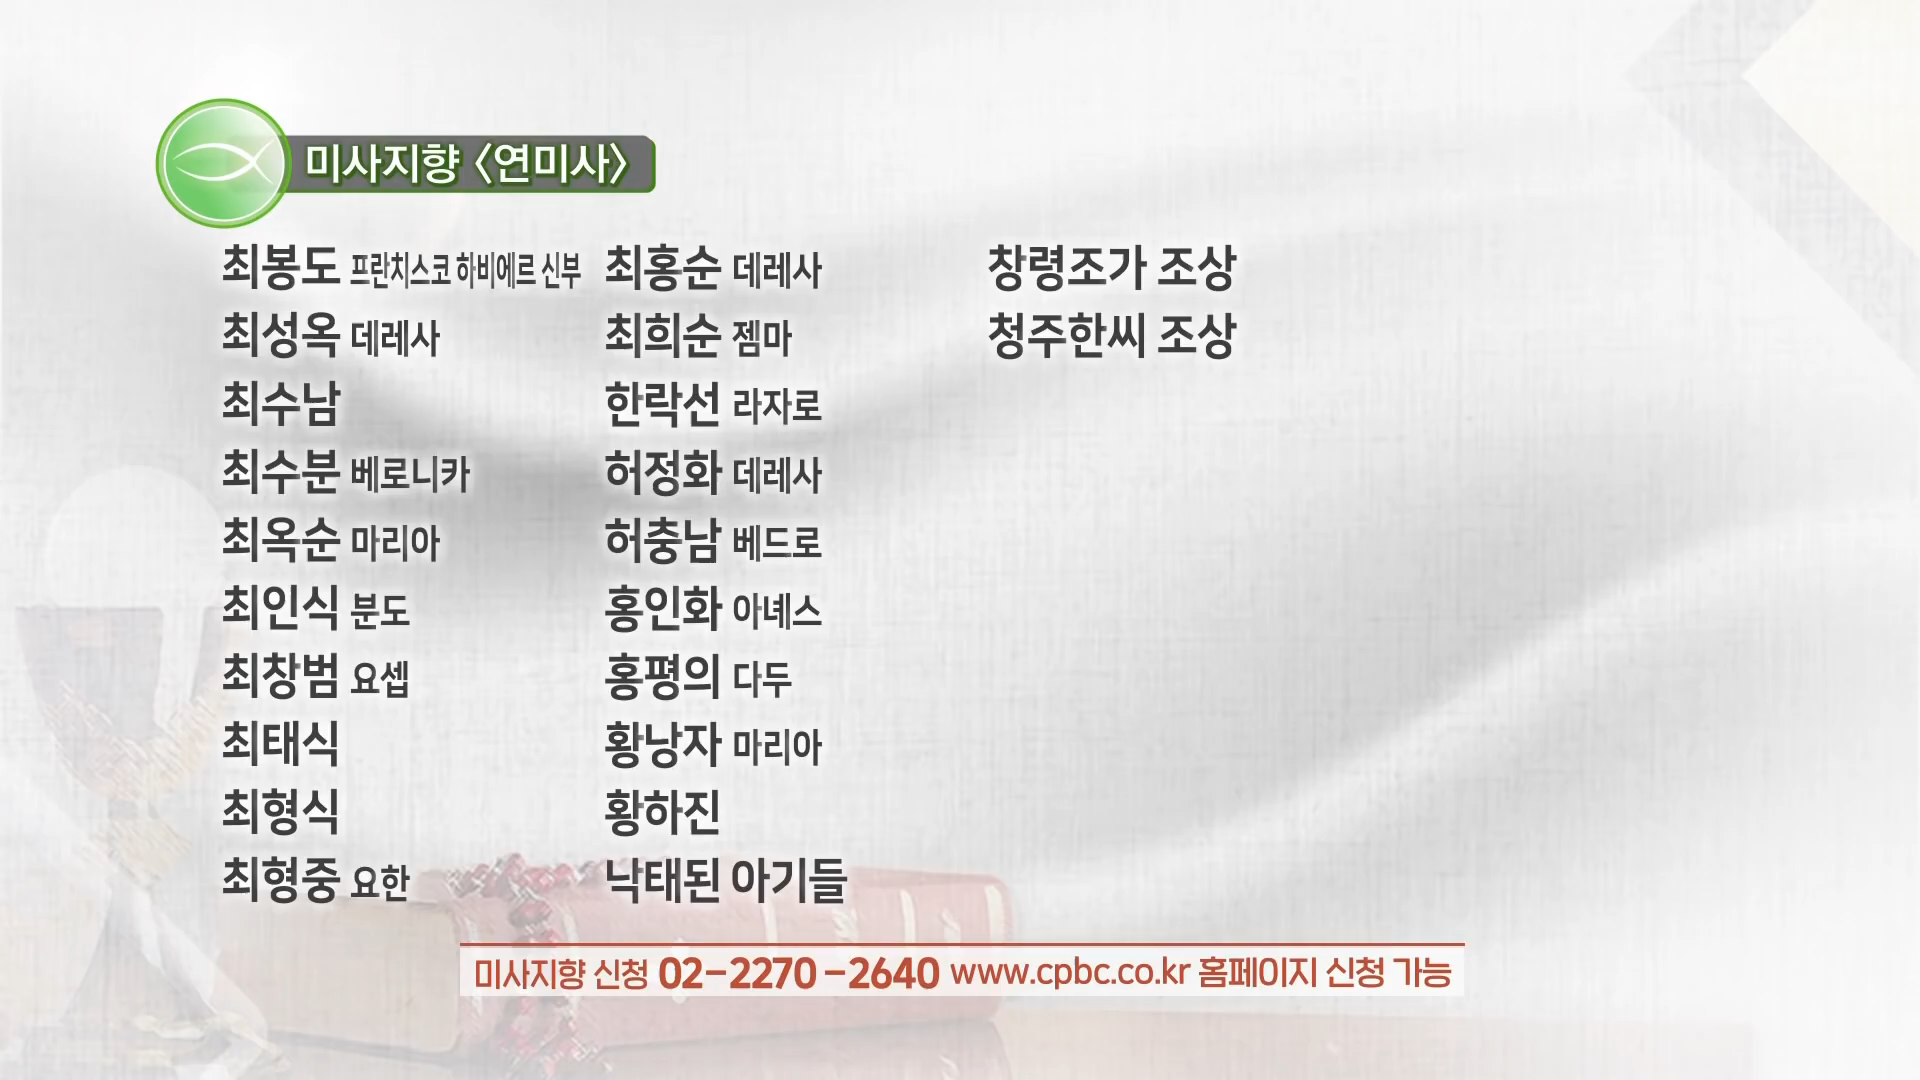 미사지향 〈연미사〉
최봉도 프란치스코 하비에르 신부
최성옥 데레사
최수남
최수분 베로니카
최옥순 마리아
최인식 분도
최창범 요셉
최태식
최형식
최형중 요한
최홍순 데레사
최희순 젬마
한락선 라자로
허정화 데레사
허충남 베드로
홍인화 아녜스
홍평의 다두
황낭자 마리아
황하진
낙태된 아기들
창령조가 조상
청주한씨 조상
미사지향 신청 02-2270-2640 www.cpbc.co.kr 홈페이지 신청 가능